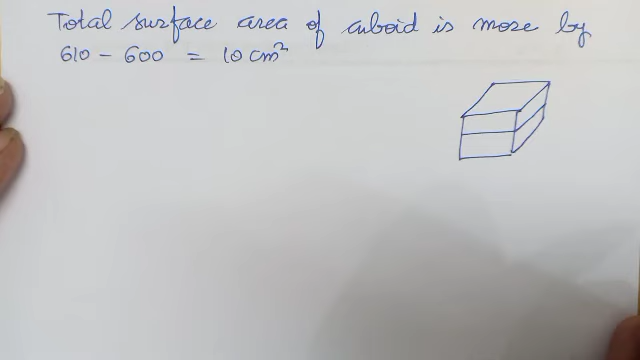 Total surface area of cuboid is more by
610 - 600 = 10 cm²